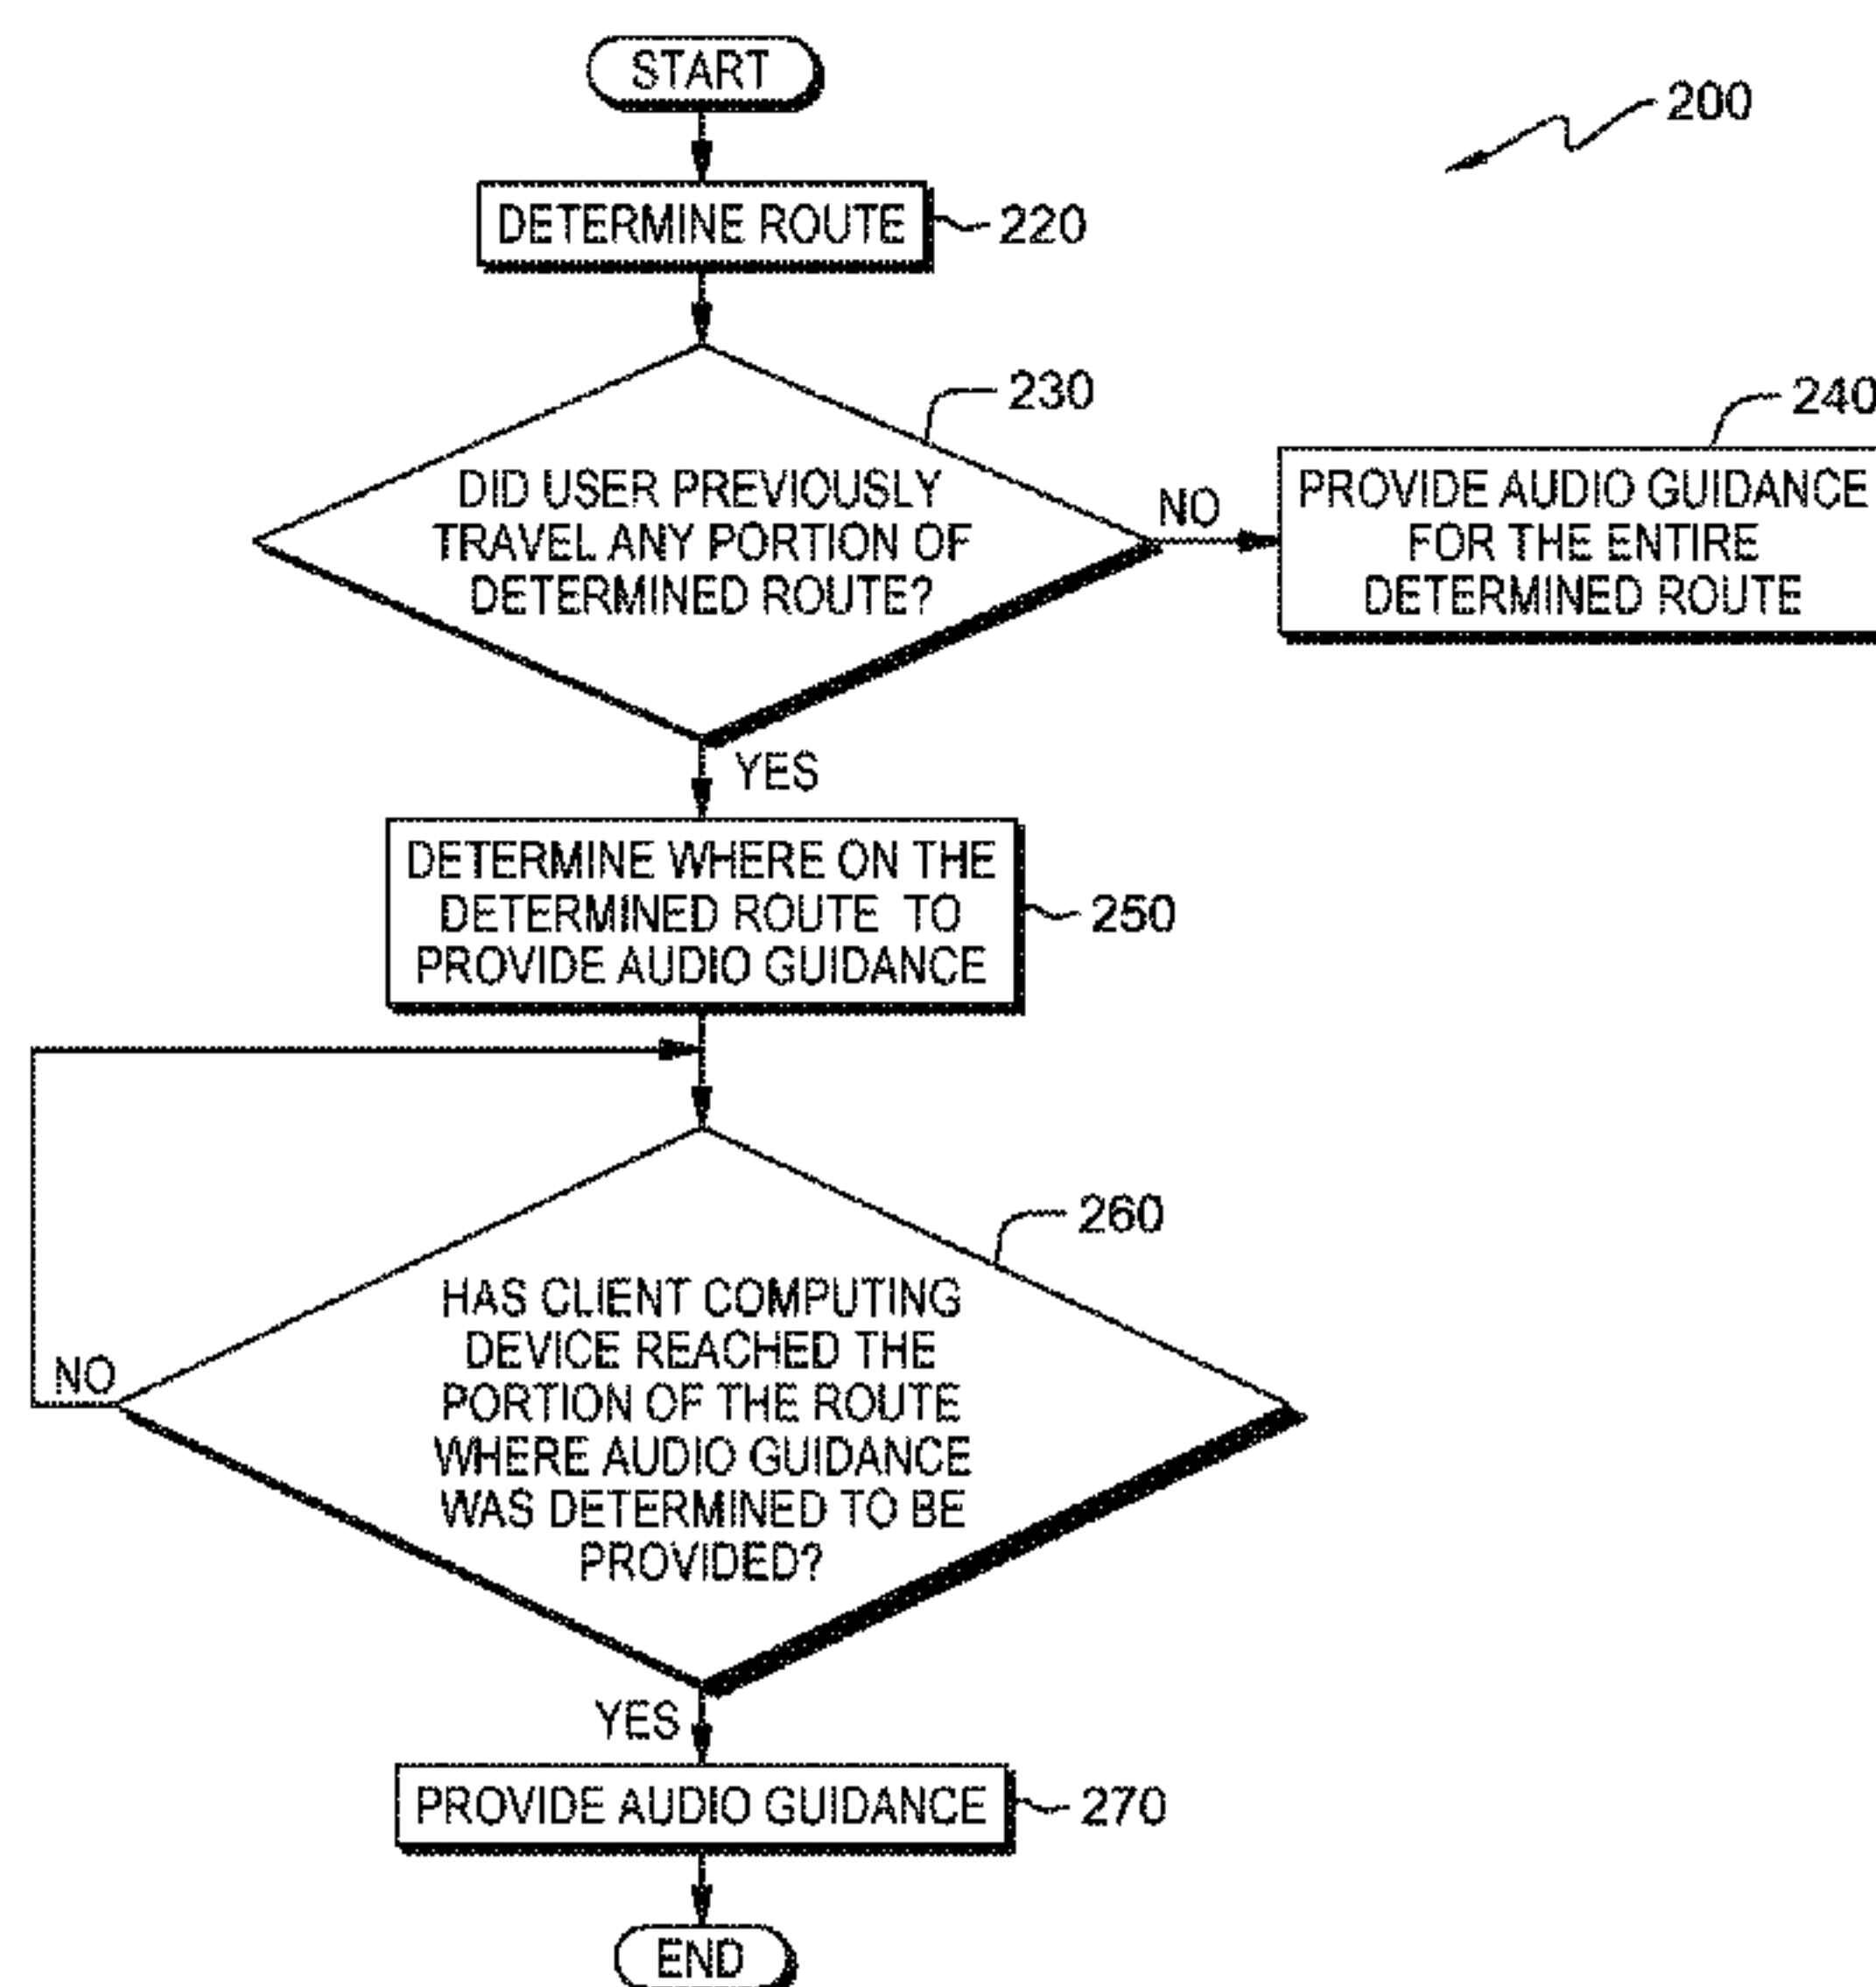 START
200
DETERMINE ROUTE
220
230
240
DID USER PREVIOUSLY
TRAVEL ANY PORTION OF
DETERMINED ROUTE?
NO
PROVIDE AUDIO GUIDANCE
FOR THE ENTIRE
DETERMINED ROUTE
YES
DETERMINE WHERE ON THE
DETERMINED ROUTE TO
PROVIDE AUDIO GUIDANCE
250
260
HAS CLIENT COMPUTING
DEVICE REACHED THE
PORTION OF THE ROUTE
WHERE AUDIO GUIDANCE
WAS DETERMINED TO BE
PROVIDED?
NO
YES
PROVIDE AUDIO GUIDANCE
270
END